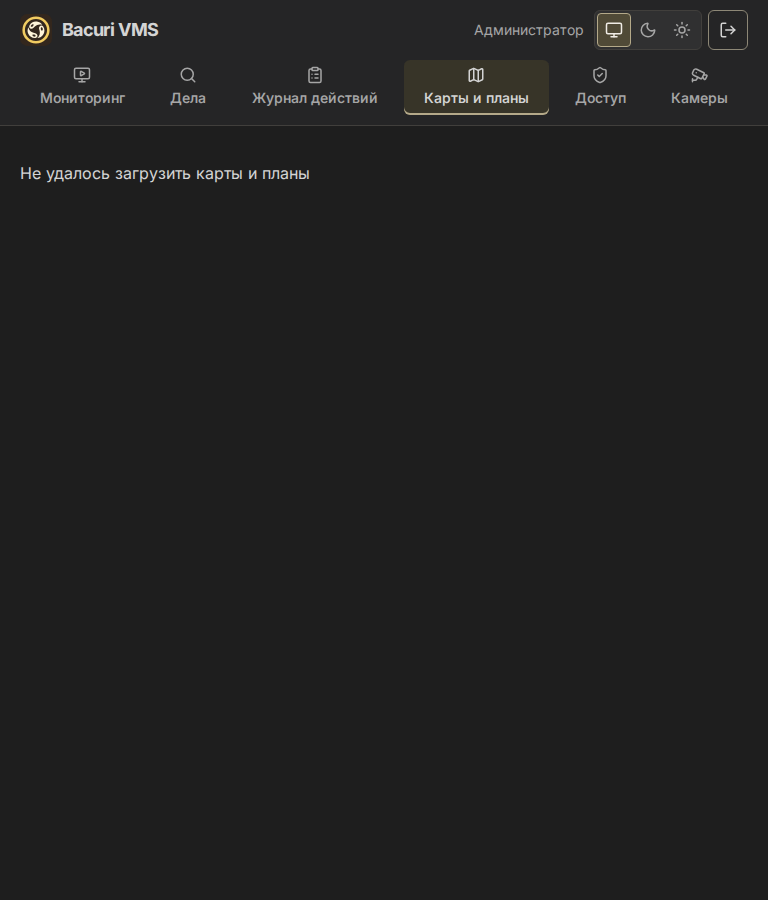 Bacuri VMS
Администратор
Мониторинг
Дела
Журнал действий
Карты и планы
Доступ
Камеры
Не удалось загрузить карты и планы